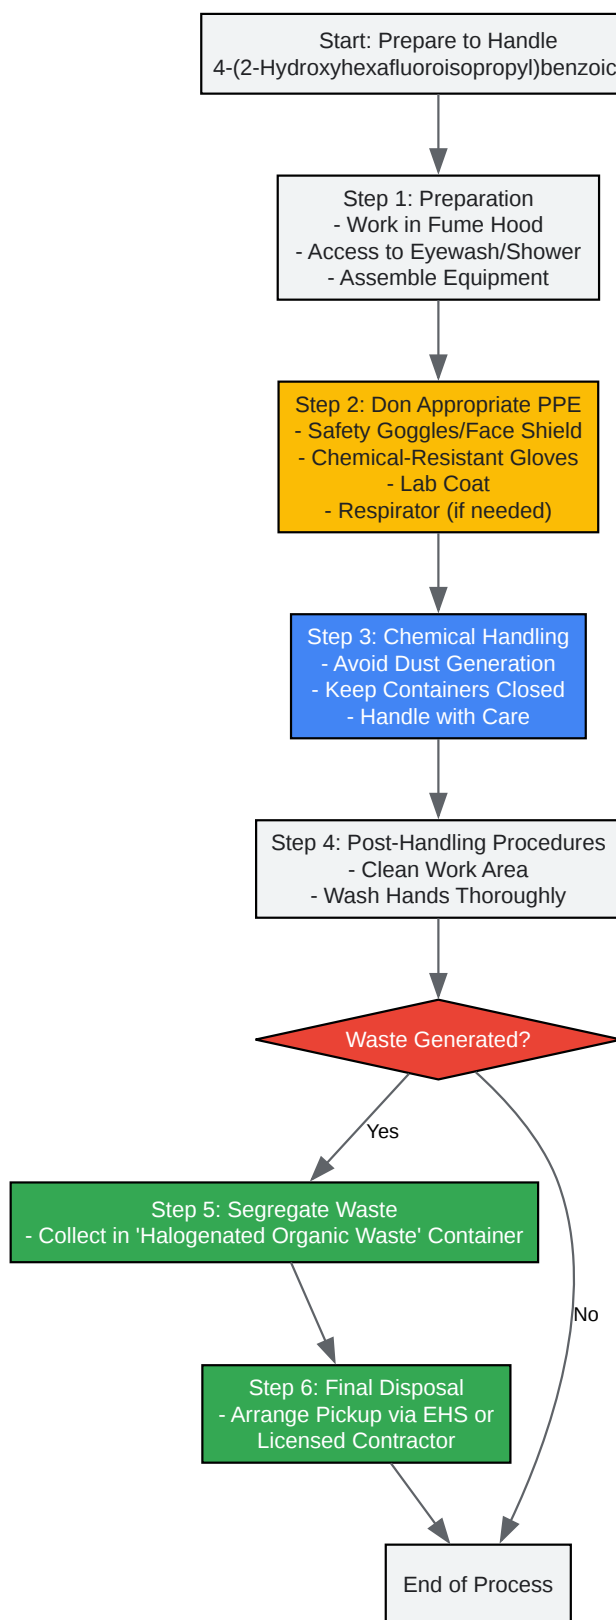 Start: Prepare to Handle
4-(2-Hydroxyhexafluoroisopropyl)benzoic
Step 1: Preparation
- Work in Fume Hood
- Access to Eyewash/Shower
- Assemble Equipment
Step 2: Don Appropriate PPE
- Safety Goggles/Face Shield
- Chemical-Resistant Gloves
- Lab Coat
- Respirator (if needed)
Step 3: Chemical Handling
- Avoid Dust Generation
- Keep Containers Closed
- Handle with Care
Step 4: Post-Handling Procedures
- Clean Work Area
- Wash Hands Thoroughly
Waste Generated?
Yes
Step 5: Segregate Waste
- Collect in 'Halogenated Organic Waste' Container
No
Step 6: Final Disposal
- Arrange Pickup via EHS or
Licensed Contractor
End of Process